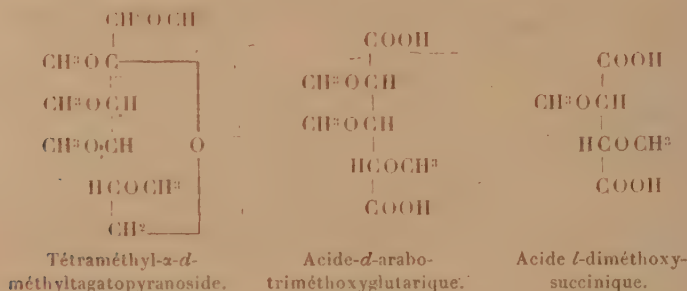 CH²OCH³
CH³OC
CH³OCH
CH³OCH
O
HCOCH³
CH²
Tétraméthyl-α-d-
méthyltagatopyranoside.
COOH
CH³OCH
CH³OCH
HCOCH³
COOH
Acide-d-arabo-
triméthoxyglutarique.
COOH
CH³OCH
HCOCH³
COOH
Acide l-diméthoxy-
succinique.